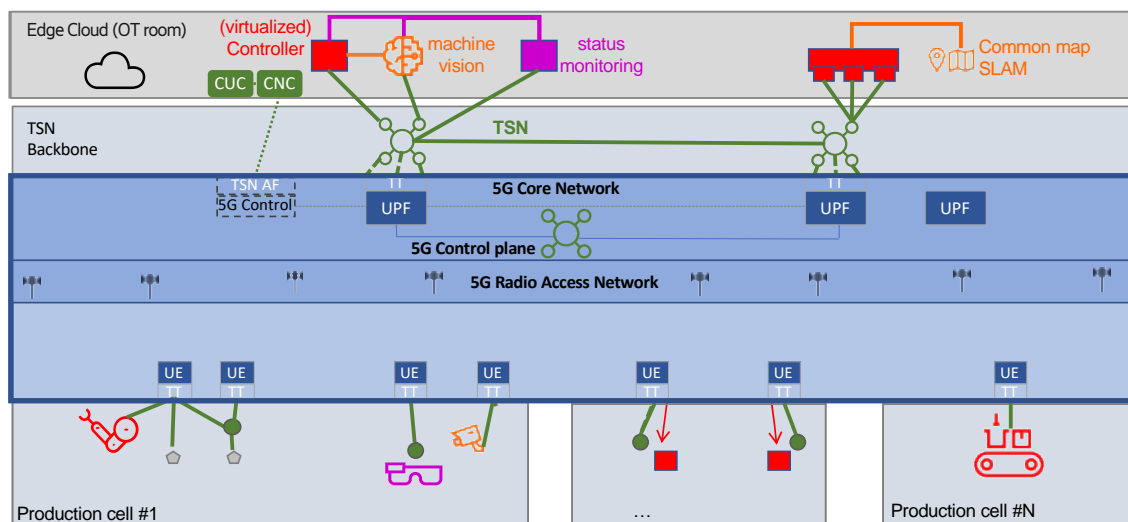 Edge Cloud (OT room)
(virtualized)
Controller
machine
vision
status
monitoring
Common map
SLAM
CUC
CNC
TSN
Backbone
TSN
TSN AF
5G Control
TT
UPF
5G Core Network
TT
UPF
UPF
5G Control plane
5G Radio Access Network
UE
TT
UE
TT
UE
TT
UE
TT
UE
TT
UE
TT
UE
TT
Production cell #1
...
Production cell #N